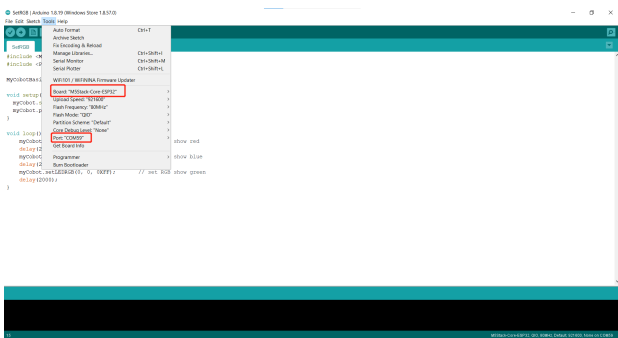 SetRGB | Arduino 1.8.19 (Windows Store 1.8.57.0)
File Edit Sketch Tools Help
SetRGB
Auto Format Ctrl+T
Archive Sketch
Fix Encoding & Reload
Manage Libraries... Ctrl+Shift+I
Serial Monitor Ctrl+Shift+M
Serial Plotter Ctrl+Shift+L
WiFi101 / WiFiNINA Firmware Updater
Board: "M5Stack-Core-ESP32"
Upload Speed: "921600"
Flash Frequency: "80MHz"
Flash Mode: "QIO"
Partition Scheme: "Default"
Core Debug Level: "None"
Port: "COM59"
Get Board Info
Programmer
Burn Bootloader
#include <M
#include <P
MyCobotBasi
void setup(
myCobot.s
myCobot.p
}
void loop()
myCobot show red
delay(2
myCobot show blue
delay(2
myCobot.setLEDRGB(0, 0, 0XFF); // set RGB show green
delay(2000);
}
M5Stack-Core-ESP32, QIO, 80MHz, Default, 921600, None on COM59